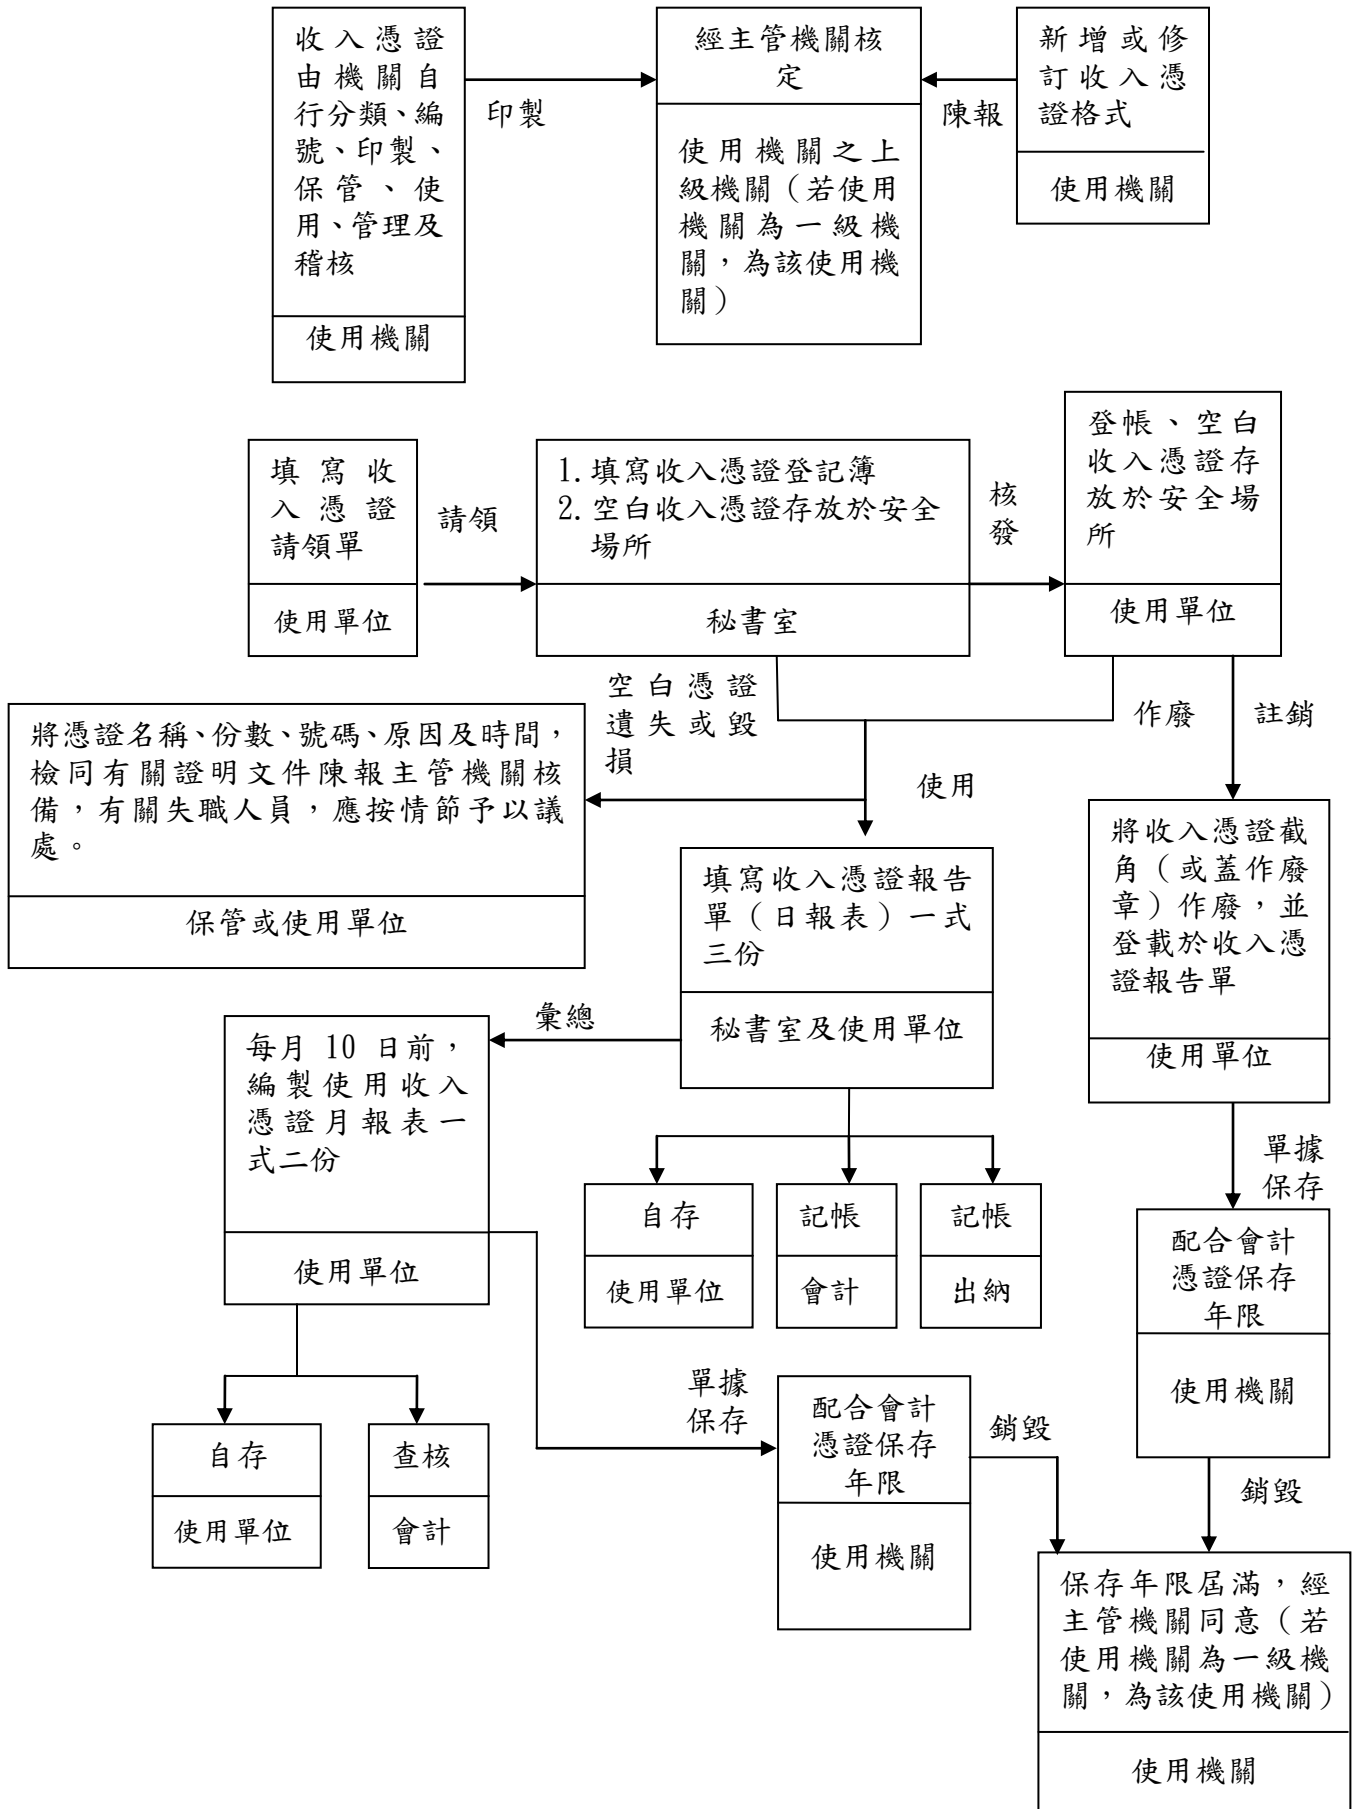 收入憑證
由機關自
行分類、編
號、印製、
保管、使
用、管理及
稽核
使用機關
印製
經主管機關核
定
使用機關之上
級機關（若使用
機關為一級機
關，為該使用機
關）
陳報
新增或修
訂收入憑
證格式
使用機關
填寫收
入憑證
請領單
使用單位
請領
1.填寫收入憑證登記簿
2.空白收入憑證存放於安全
場所
秘書室
核
發
登帳、空白
收入憑證存
放於安全場
所
使用單位
空白憑證
遺失或毀
損
作廢
註銷
將憑證名稱、份數、號碼、原因及時間，
檢同有關證明文件陳報主管機關核
備，有關失職人員，應按情節予以議
處。
保管或使用單位
使用
填寫收入憑證報告
單（日報表）一式
三份
秘書室及使用單位
將收入憑證截
角（或蓋作廢
章）作廢，並
登載於收入憑
證報告單
使用單位
彙總
每月 10 日前，
編製使用收入
憑證月報表一
式二份
使用單位
自存
使用單位
記帳
會計
記帳
出納
單據
保存
配合會計
憑證保存
年限
使用機關
自存
使用單位
查核
會計
單據
保存
配合會計
憑證保存
年限
使用機關
銷毀
銷毀
保存年限屆滿，經
主管機關同意（若
使用機關為一級機
關，為該使用機關）
使用機關